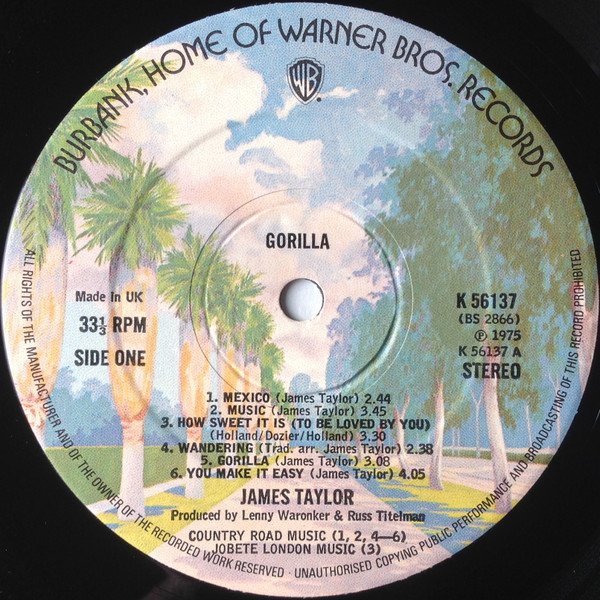 BURBANK, HOME OF WARNER BROS. RECORDS
WB
GORILLA
Made in UK
33⅓ RPM
SIDE ONE
K 56137
(BS 2866)
℗ 1975
K 56137 A
STEREO
1. MEXICO (James Taylor) 2.44
2. MUSIC (James Taylor) 3.45
3. HOW SWEET IT IS (TO BE LOVED BY YOU)
(Holland/Dozier/Holland) 3.30
4. WANDERING (Trad. arr. James Taylor) 2.38
5. GORILLA (James Taylor) 3.08
6. YOU MAKE IT EASY (James Taylor) 4.05
JAMES TAYLOR
Produced by Lenny Waronker & Russ Titelman
COUNTRY ROAD MUSIC (1, 2, 4—6)
JOBETE LONDON MUSIC (3)
ALL RIGHTS OF THE MANUFACTURER AND OF THE OWNER OF THE RECORDED WORK RESERVED · UNAUTHORISED COPYING PUBLIC PERFORMANCE AND BROADCASTING OF THIS RECORD PROHIBITED